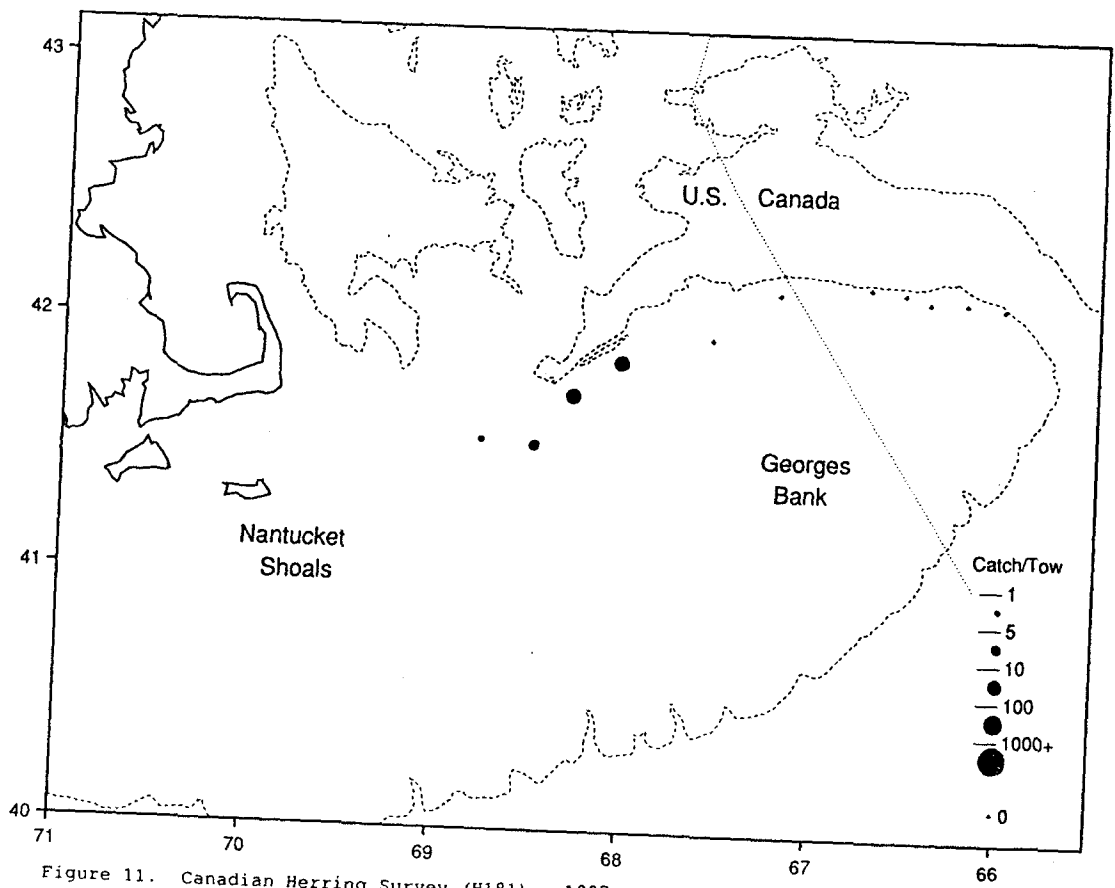 43
42
41
40
71
70
69
68
67
66
U.S. Canada
Georges
Bank
Nantucket
Shoals
Catch/Tow
1
5
10
100
1000+
0
Figure 11. Canadian Herring Survey (H181)